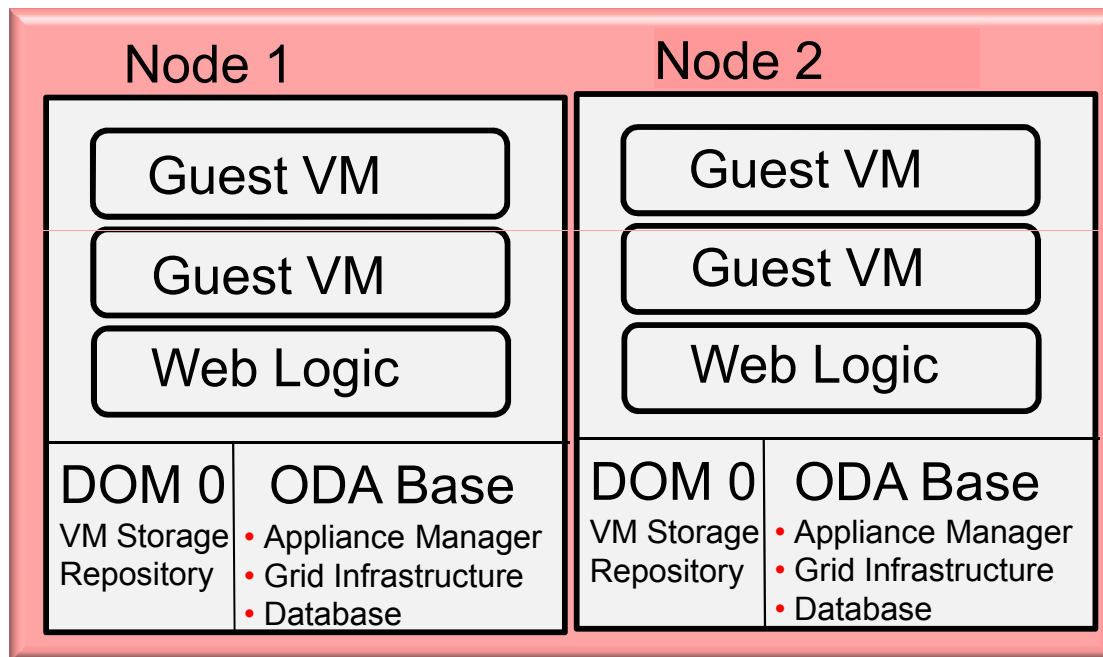 Node 1
Guest VM
Guest VM
Web Logic
DOM 0
VM Storage
Repository
ODA Base
• Appliance Manager
• Grid Infrastructure
• Database
Node 2
Guest VM
Guest VM
Web Logic
DOM 0
VM Storage
Repository
ODA Base
• Appliance Manager
• Grid Infrastructure
• Database